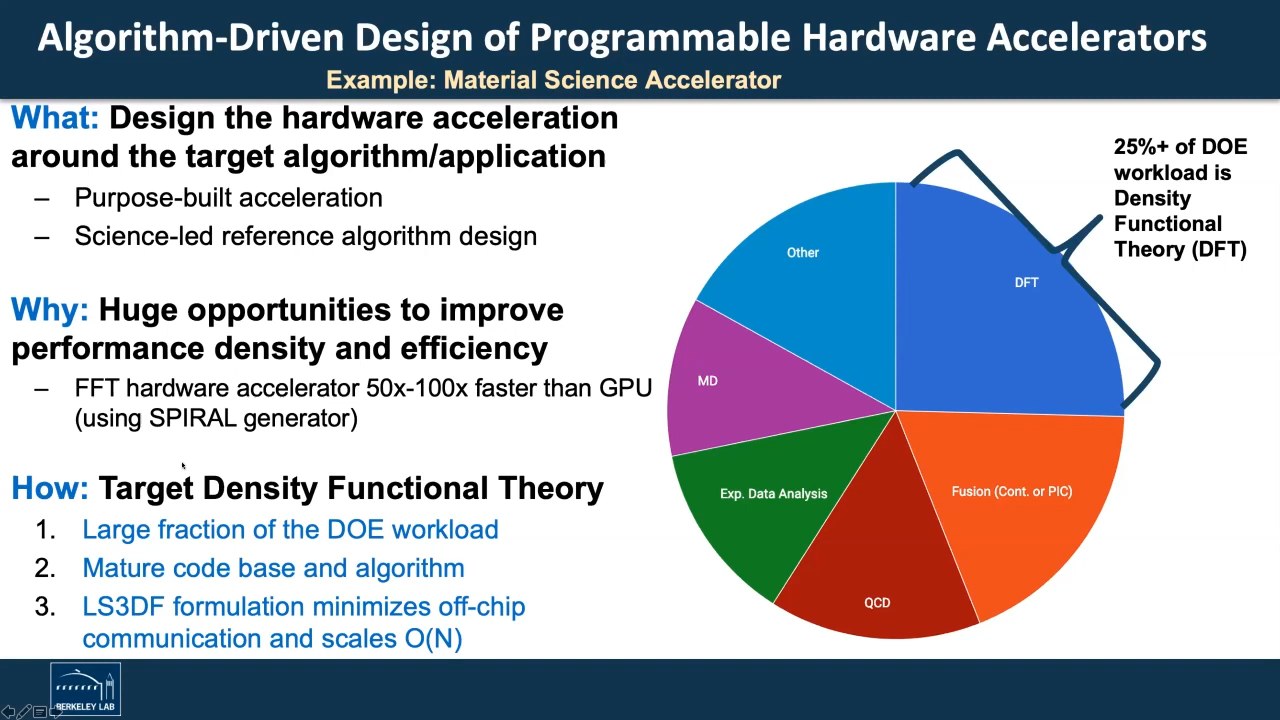 Algorithm-Driven Design of Programmable Hardware Accelerators
Example: Material Science Accelerator
What: Design the hardware acceleration
around the target algorithm/application
– Purpose-built acceleration
– Science-led reference algorithm design
Why: Huge opportunities to improve
performance density and efficiency
– FFT hardware accelerator 50x-100x faster than GPU
(using SPIRAL generator)
How: Target Density Functional Theory
1. Large fraction of the DOE workload
2. Mature code base and algorithm
3. LS3DF formulation minimizes off-chip
communication and scales O(N)
25%+ of DOE
workload is
Density
Functional
Theory (DFT)
Other
DFT
MD
Exp. Data Analysis
Fusion (Cont. or PIC)
QCD
BERKELEY LAB